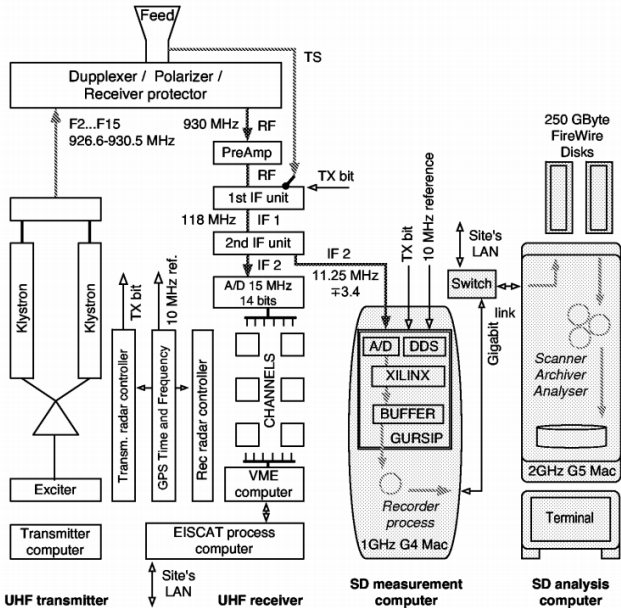 Feed
TS
Dupplexer / Polarizer /
Receiver protector
F2...F15
926.6-930.5 MHz
930 MHz
RF
PreAmp
RF
1st IF unit
TX bit
118 MHz
IF 1
2nd IF unit
IF 2
IF 2
11.25 MHz
∓3.4
A/D 15 MHz
14 bits
CHANNELS
VME
computer
EISCAT process
computer
Site's
LAN
UHF receiver
Klystron
Klystron
Exciter
Transmitter
computer
UHF transmitter
TX bit
10 MHz ref.
Transm. radar controller
GPS Time and Frequency
Rec radar controller
TX bit
10 MHz reference
A/D
DDS
XILINX
BUFFER
GURSIP
Recorder
process
1GHz G4 Mac
SD measurement
computer
Site's
LAN
Switch
Gigabit
link
250 GByte
FireWire
Disks
Scanner
Archiver
Analyser
2GHz G5 Mac
Terminal
SD analysis
computer